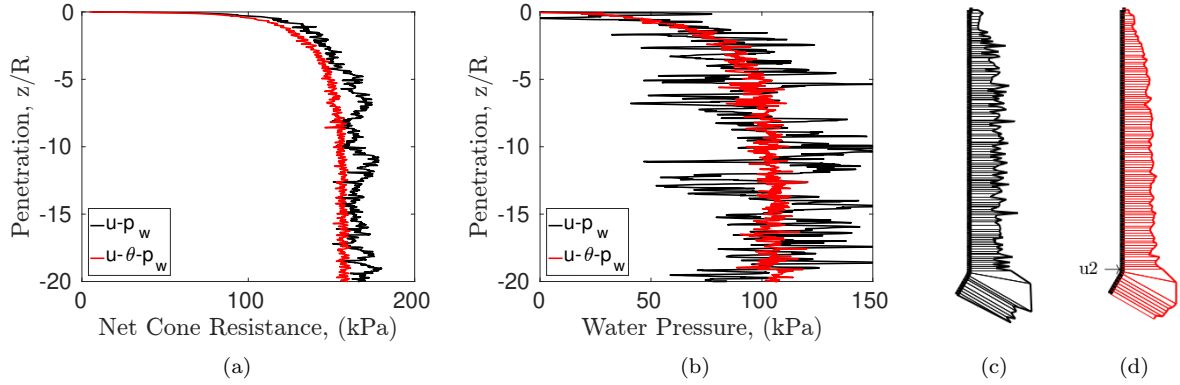 0
-5
-10
-15
-20
Penetration, z/R
u-p_w
u-θ-p_w
0
100
200
Net Cone Resistance, (kPa)
(a)
0
-5
-10
-15
-20
Penetration, z/R
u-p_w
u-θ-p_w
0
50
100
150
Water Pressure, (kPa)
(b)
(c)
u2
(d)